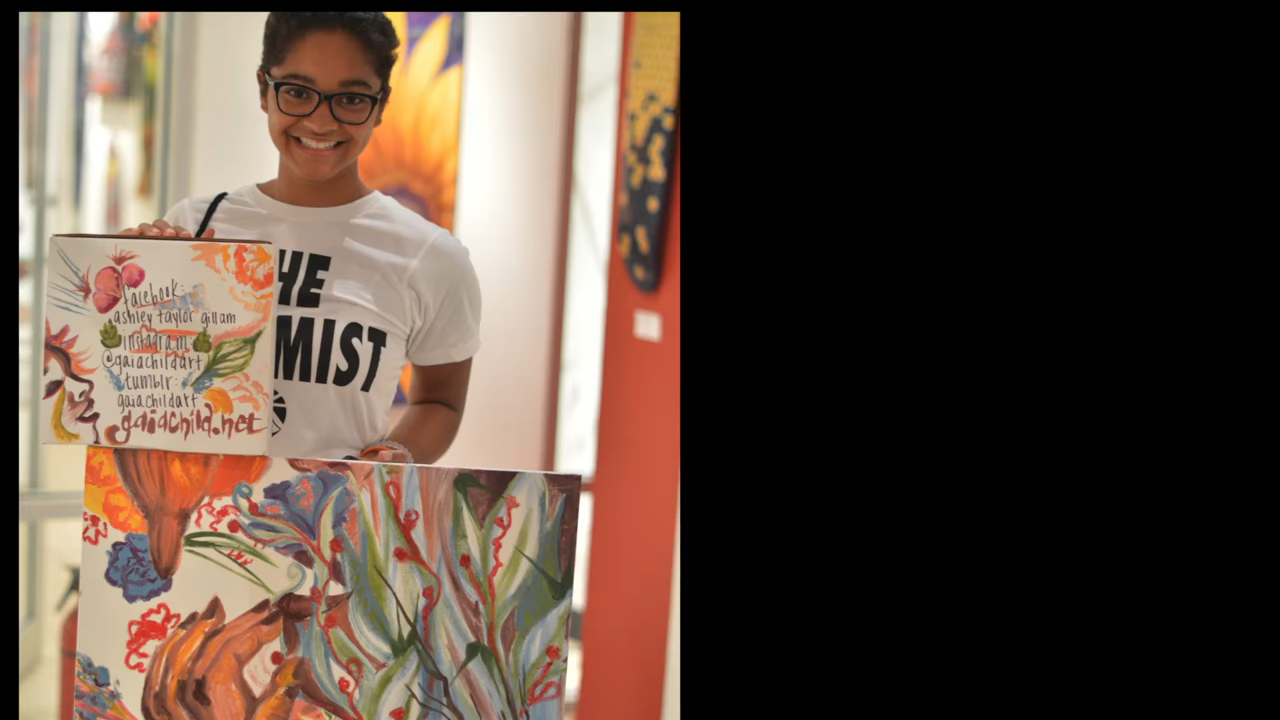 facebook:
ashley taylor gillam
instagram:
@gaiachildart
tumblr:
gaiachildart
gaiachild.net
HE
MIST